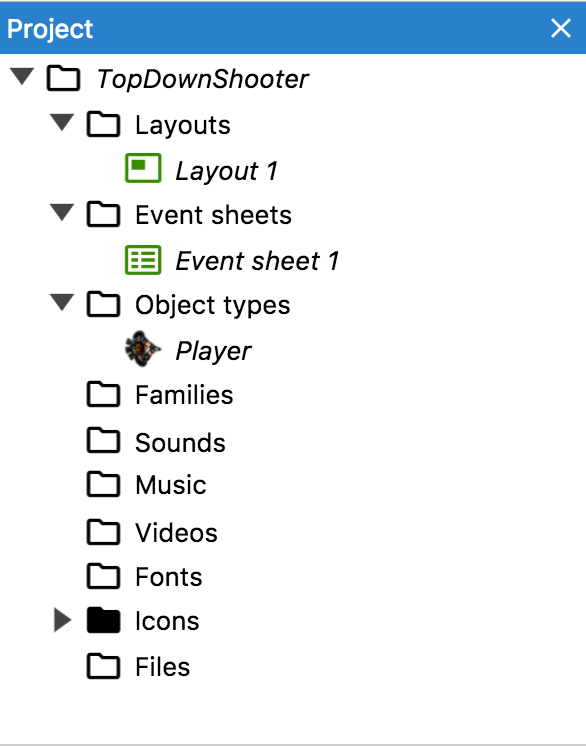 Project
TopDownShooter
Layouts
Layout 1
Event sheets
Event sheet 1
Object types
Player
Families
Sounds
Music
Videos
Fonts
Icons
Files